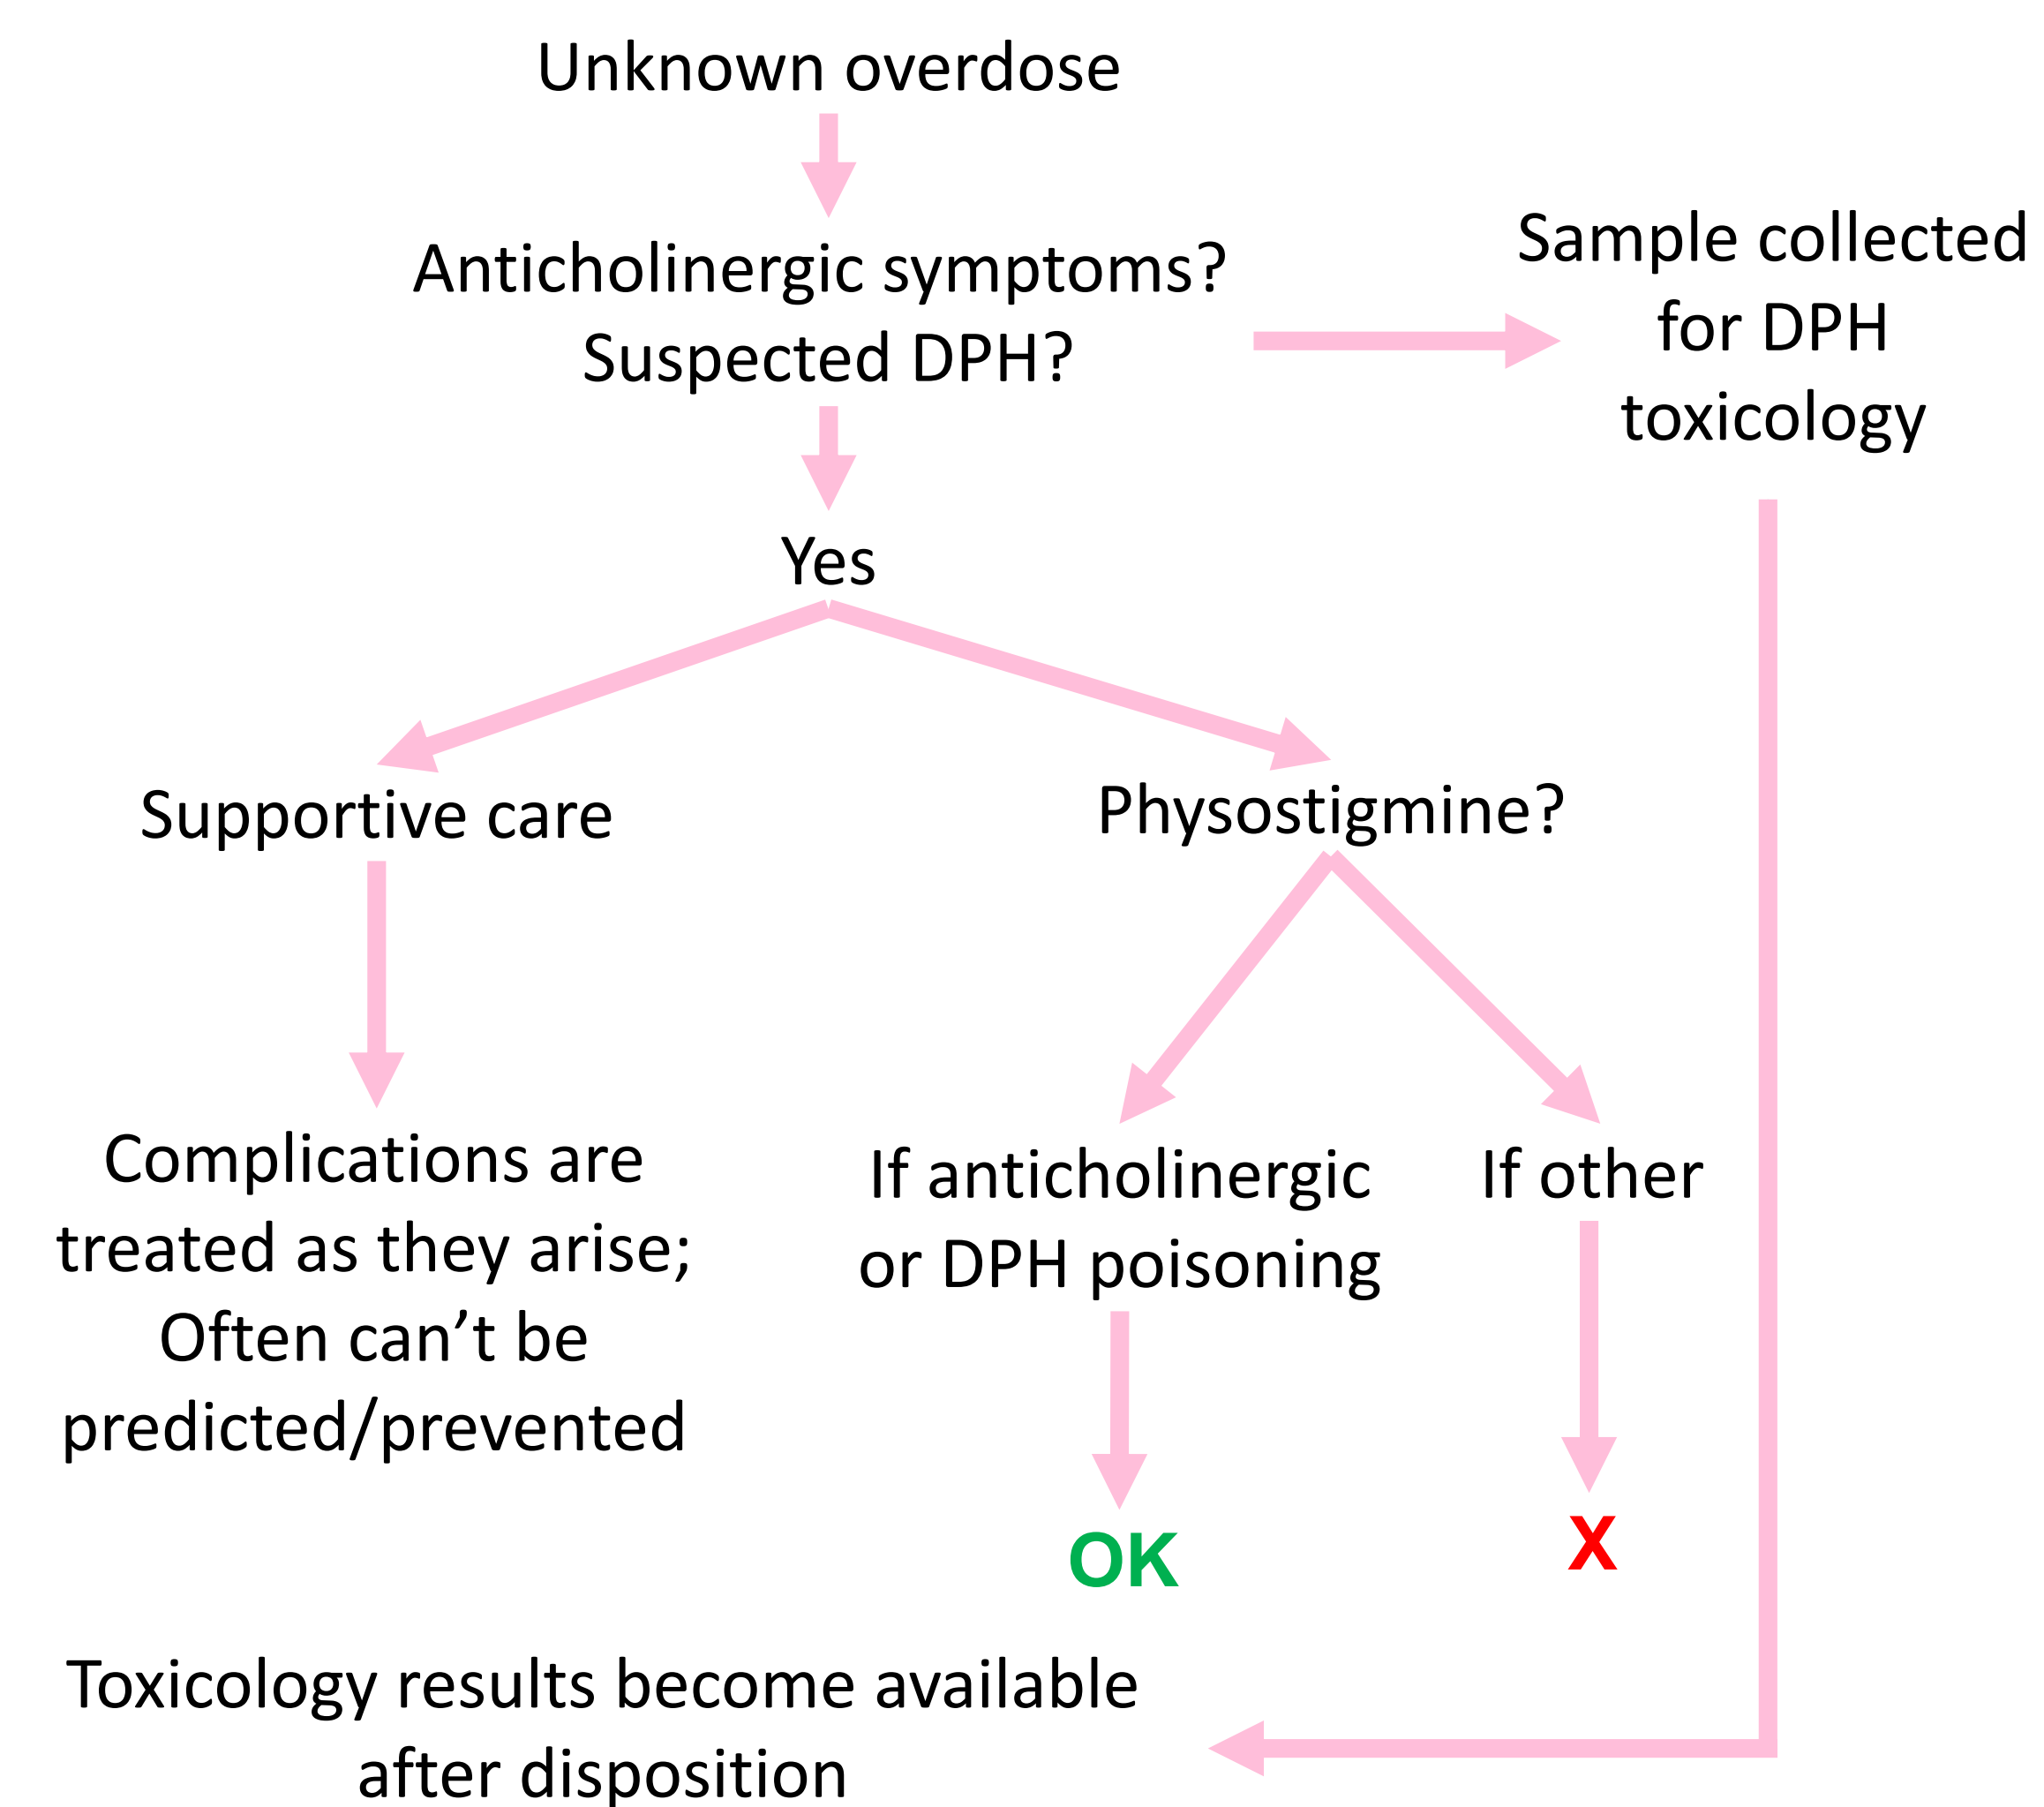 Unknown overdose
Anticholinergic symptoms?
Suspected DPH?
Sample collected
for DPH
toxicology
Yes
Supportive care
Physostigmine?
Complications are
treated as they arise;
Often can’t be
predicted/prevented
If anticholinergic
or DPH poisoning
If other
OK
X
Toxicology results become available
after disposition